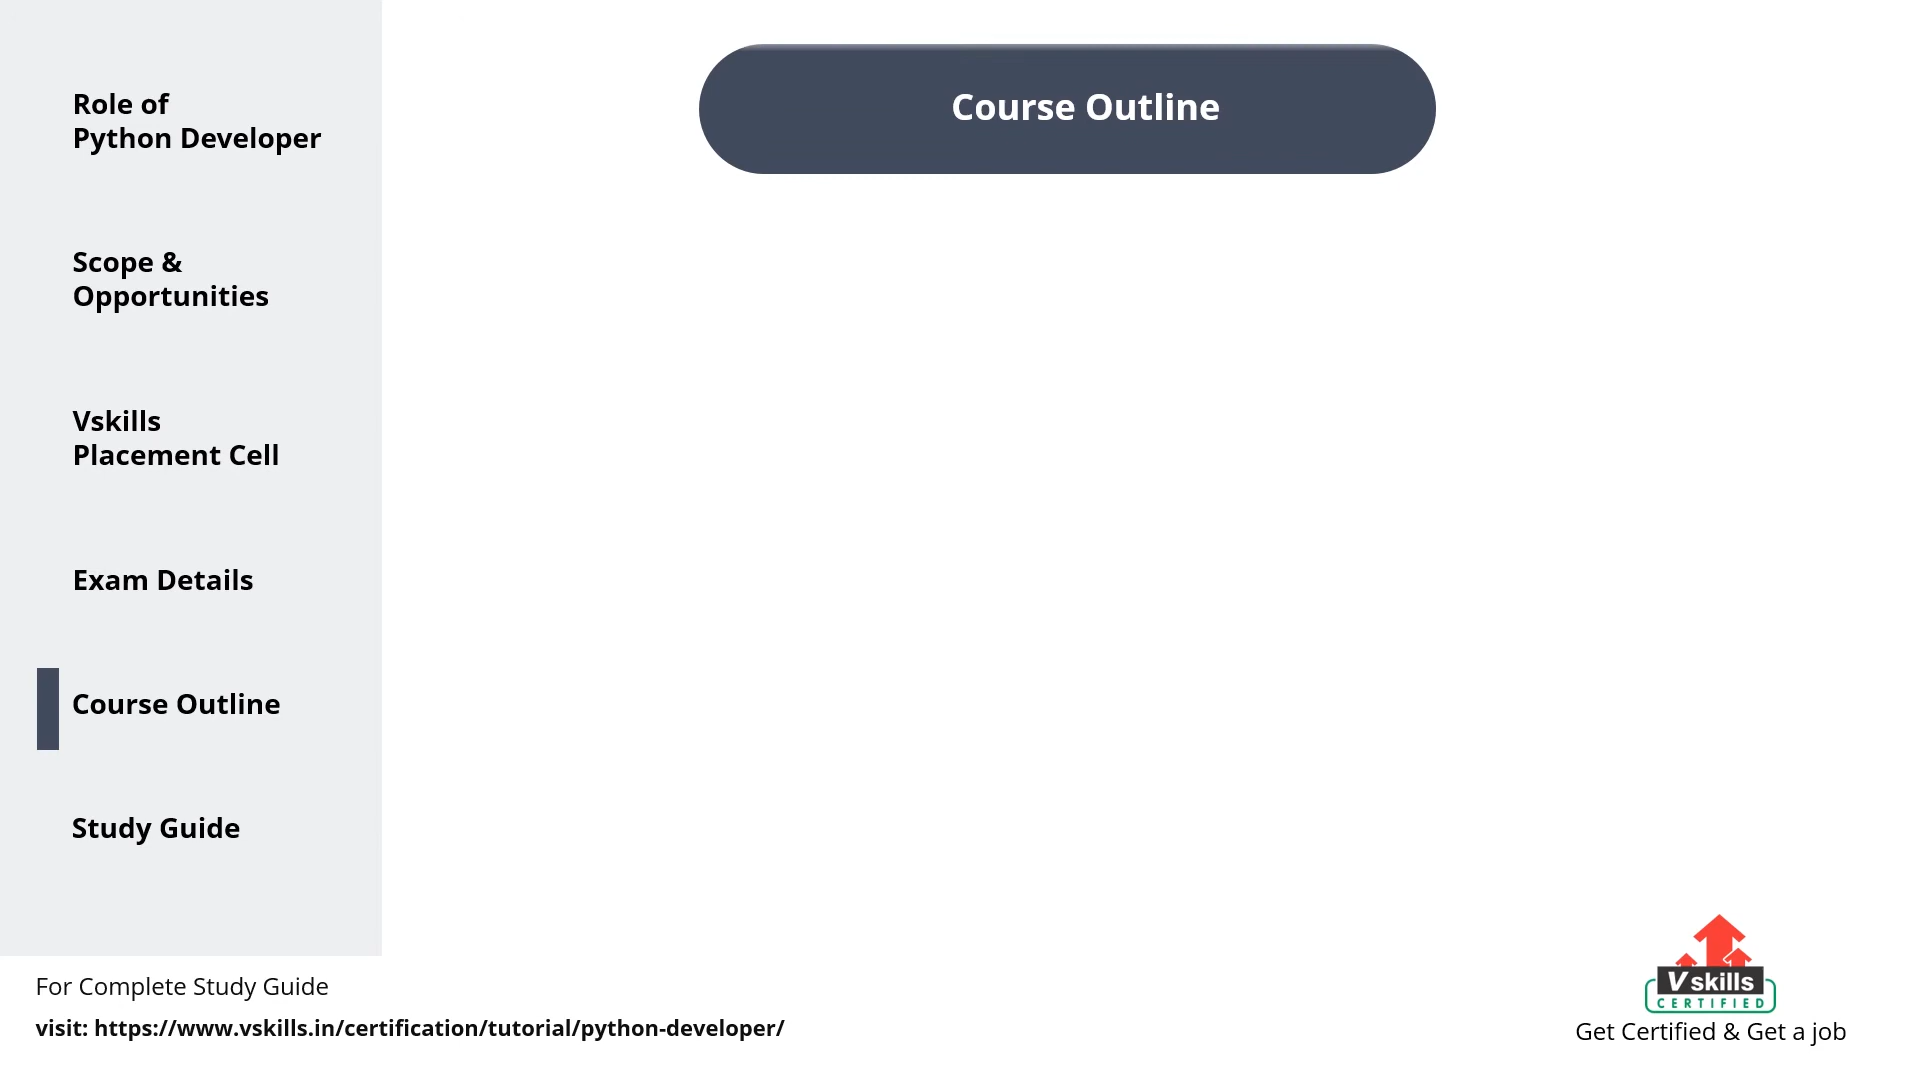 Role of
Python Developer
Scope &
Opportunities
Vskills
Placement Cell
Exam Details
Course Outline
Study Guide
Course Outline
For Complete Study Guide
visit: https://www.vskills.in/certification/tutorial/python-developer/
Vskills
CERTIFIED
Get Certified & Get a job